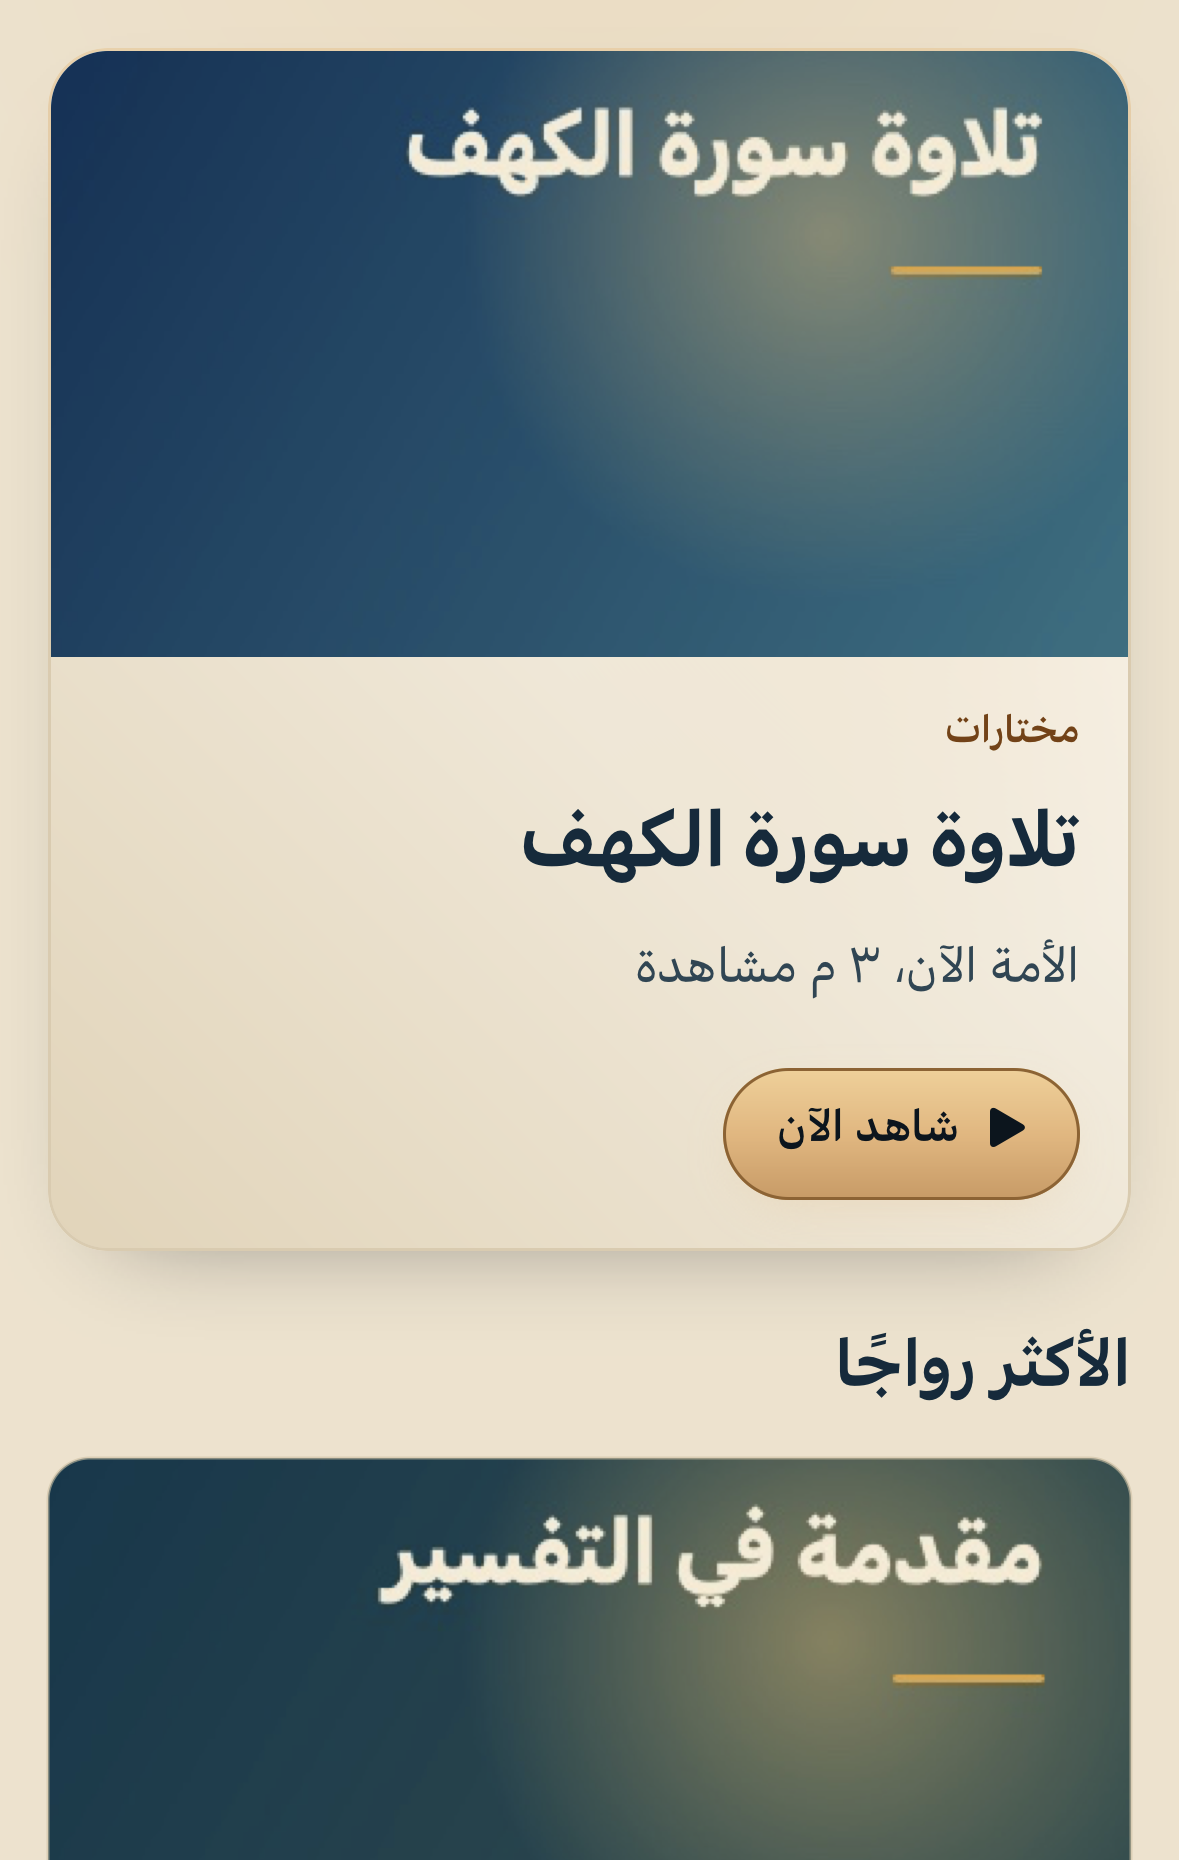 تلاوة سورة الكهف
مختارات
تلاوة سورة الكهف
الأمة الآن، ٣ م مشاهدة
شاهد الآن
الأكثر رواجًا
مقدمة في التفسير